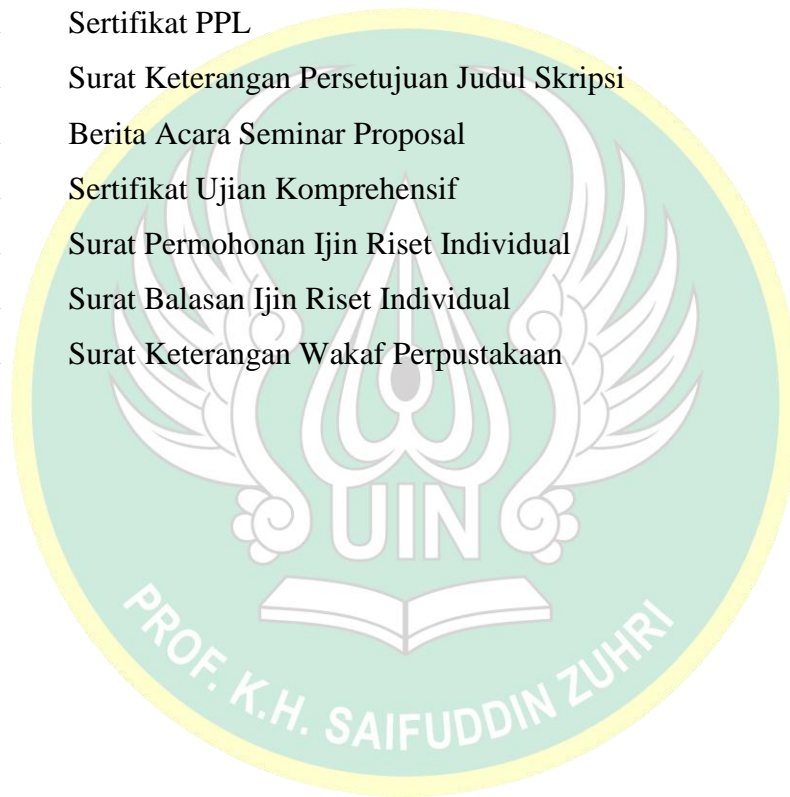 Sertifikat PPL
Surat Keterangan Persetujuan Judul Skripsi
Berita Acara Seminar Proposal
Sertifikat Ujian Komprehensif
Surat Permohonan Ijin Riset Individual
Surat Balasan Ijin Riset Individual
Surat Keterangan Wakaf Perpustakaan
UIN
PROF. K.H. SAIFUDDIN ZUHRI